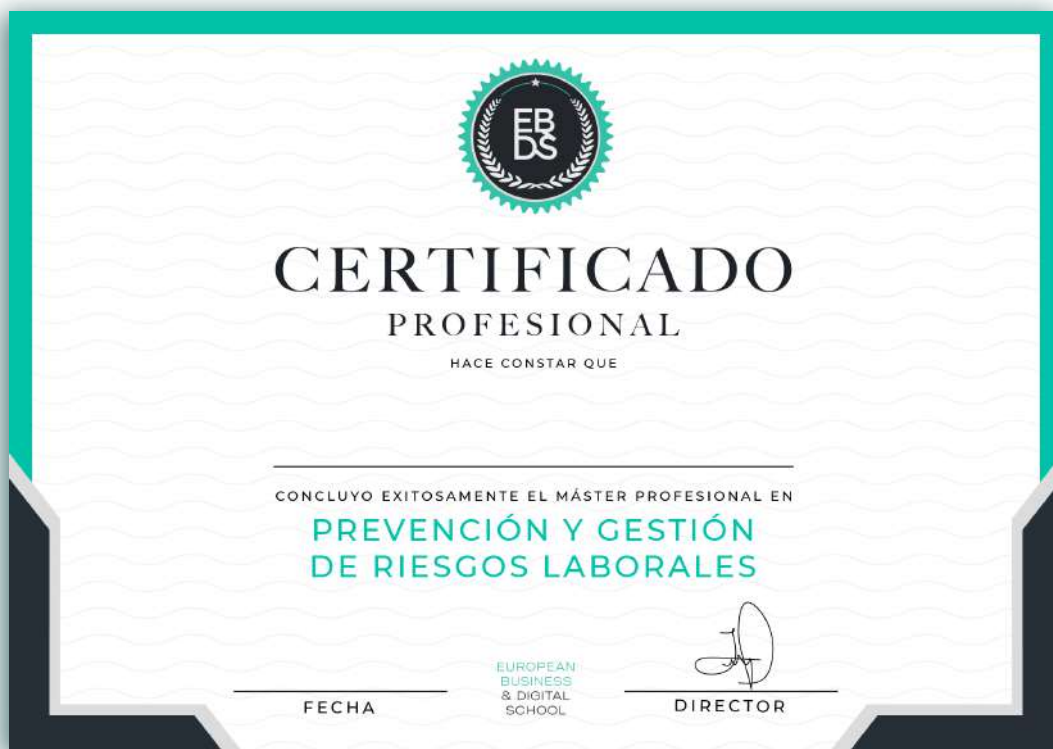 EB
DS
CERTIFICADO
PROFESIONAL
HACE CONSTAR QUE
CONCLUYO EXITOSAMENTE EL MÁSTER PROFESIONAL EN
PREVENCIÓN Y GESTIÓN
DE RIESGOS LABORALES
FECHA
EUROPEAN
BUSINESS
& DIGITAL
SCHOOL
DIRECTOR